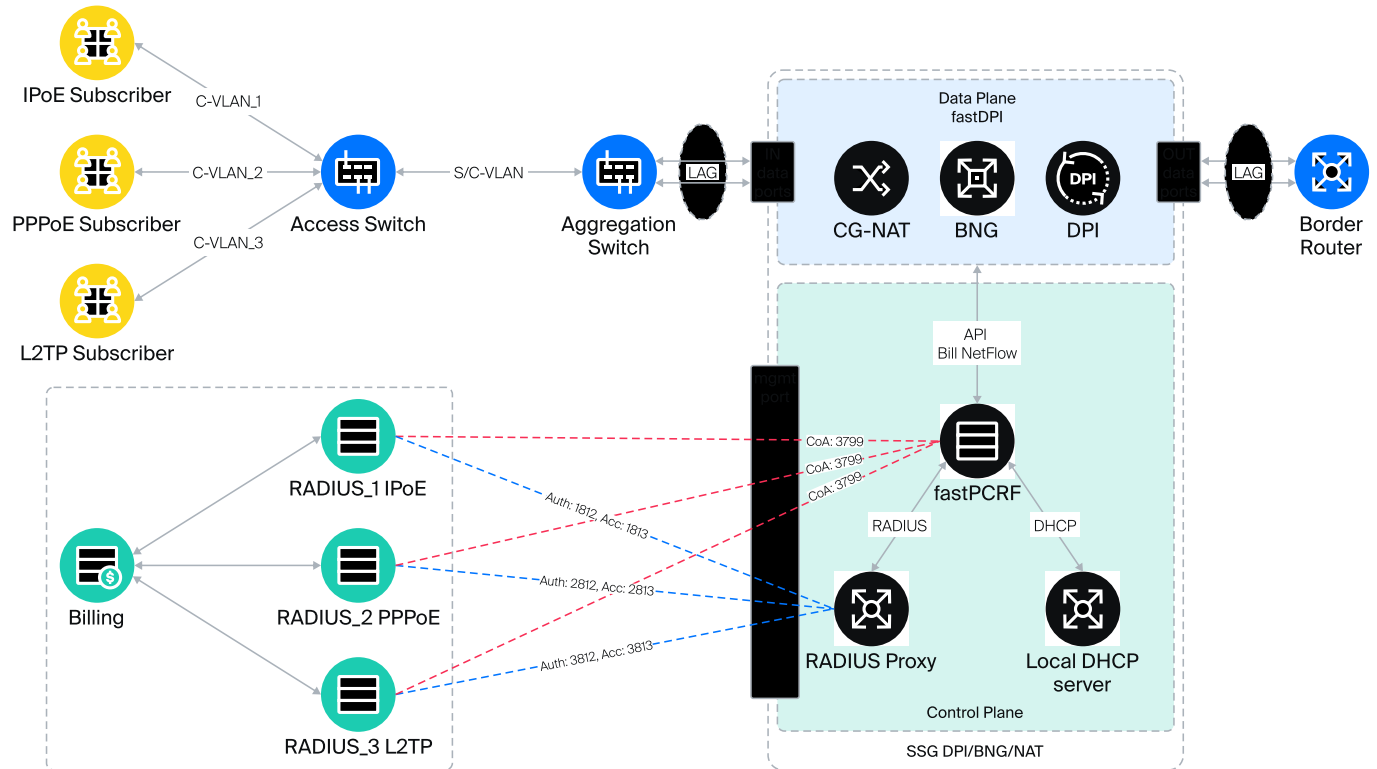 IPoE Subscriber
C-VLAN_1
PPPoE Subscriber
C-VLAN_2
L2TP Subscriber
C-VLAN_3
Access Switch
S/C-VLAN
Aggregation
Switch
LAG
IN
data
ports
Data Plane
fastDPI
CG-NAT
BNG
DPI
DPI
OUT
data
ports
LAG
Border
Router
API
Bill NetFlow
mgmt
port
fastPCRF
RADIUS
DHCP
RADIUS Proxy
Local DHCP
server
Control Plane
SSG DPI/BNG/NAT
Billing
$
RADIUS_1 IPoE
RADIUS_2 PPPoE
RADIUS_3 L2TP
CoA: 3799
CoA: 3799
CoA: 3799
Auth: 1812, Acc: 1813
Auth: 2812, Acc: 2813
Auth: 3812, Acc: 3813